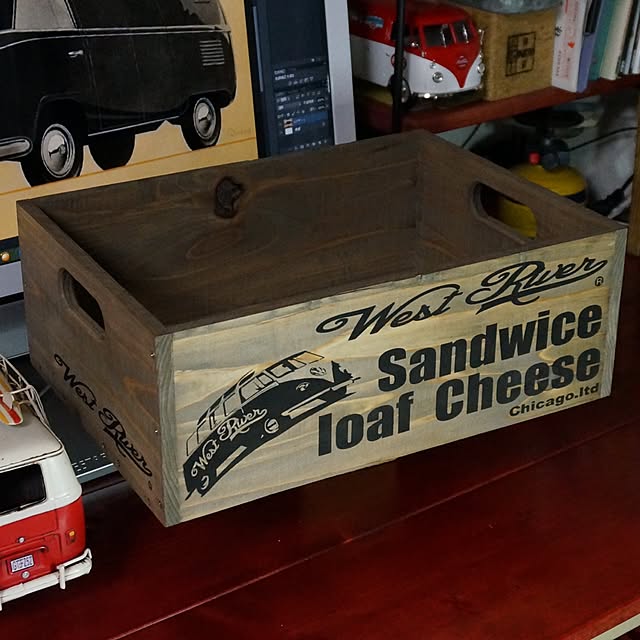 West River
®
Sandwice
loaf Cheese
Chicago.ltd
West River
West River